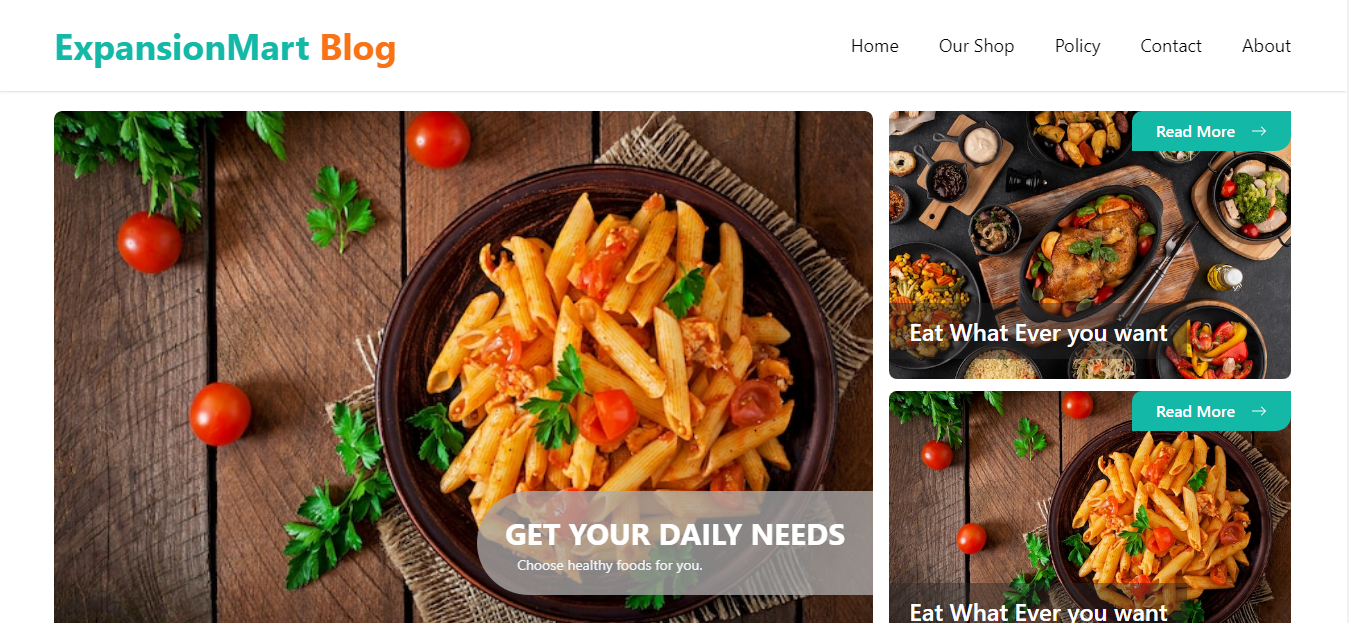 ExpansionMart Blog
Home Our Shop Policy Contact About
GET YOUR DAILY NEEDS
Choose healthy foods for you.
Read More
Eat What Ever you want
Read More
Eat What Ever you want